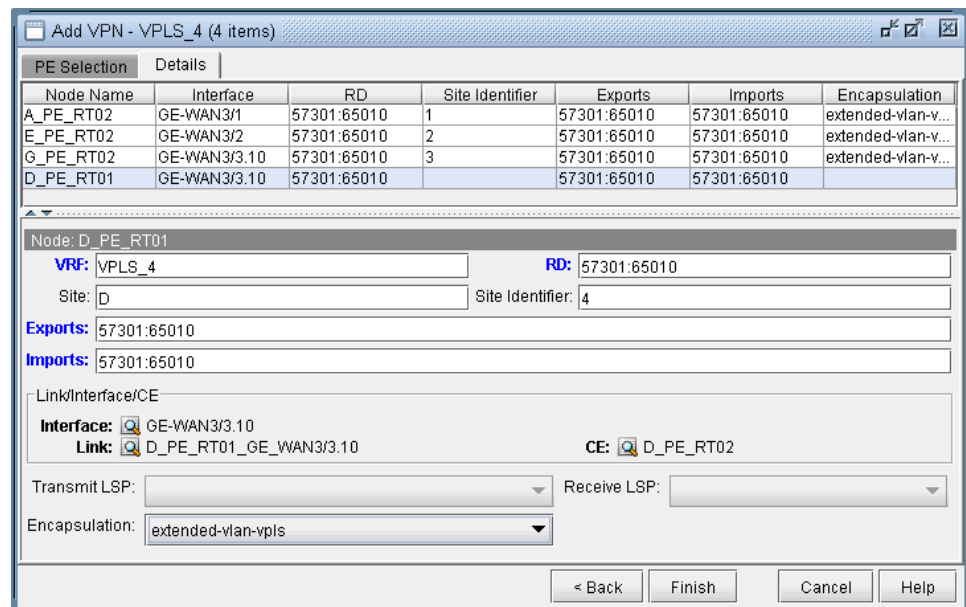 Add VPN - VPLS_4 (4 items)
PE Selection Details
Node Name Interface RD Site Identifier Exports Imports Encapsulation
A_PE_RT02 GE-WAN3/1 57301:65010 1 57301:65010 57301:65010 extended-vlan-v...
E_PE_RT02 GE-WAN3/2 57301:65010 2 57301:65010 57301:65010 extended-vlan-v...
G_PE_RT02 GE-WAN3/3.10 57301:65010 3 57301:65010 57301:65010 extended-vlan-v...
D_PE_RT01 GE-WAN3/3.10 57301:65010 57301:65010 57301:65010
Node: D_PE_RT01
VRF: VPLS_4 RD: 57301:65010
Site: D Site Identifier: 4
Exports: 57301:65010
Imports: 57301:65010
Link/Interface/CE
Interface: GE-WAN3/3.10
Link: D_PE_RT01_GE_WAN3/3.10 CE: D_PE_RT02
Transmit LSP: Receive LSP:
Encapsulation: extended-vlan-vpls
< Back Finish Cancel Help